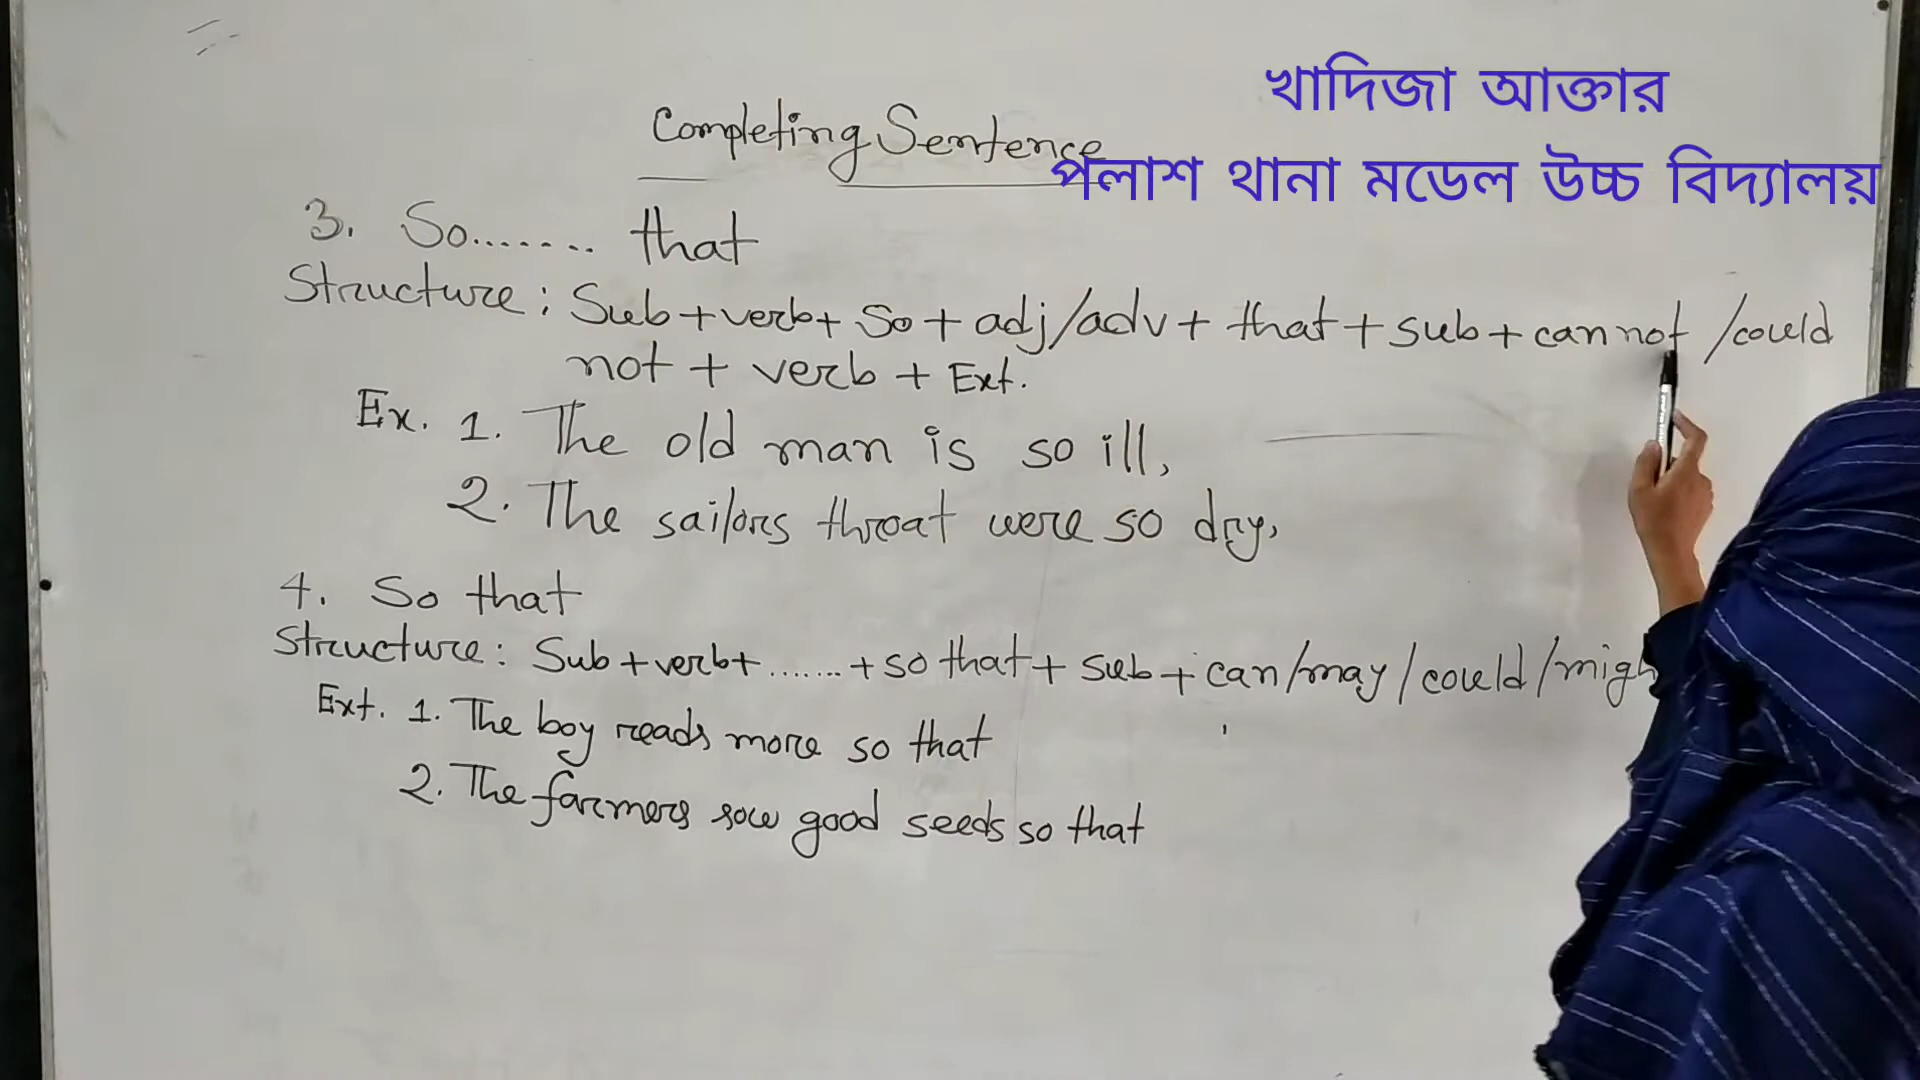 খাদিজা আক্তার
পলাশ থানা মডেল উচ্চ বিদ্যালয়
Completing Sentence
3. So....... that
Structure : Sub + verb + So + adj/adv + that + sub + can not /could
not + verb + Ext.
Ex. 1. The old man is so ill,
2. The sailors throat were so dry,
4. So that
Structure : Sub + verb + ....... + so that + sub + can/may/could/migh
Ext. 1. The boy reads more so that
2. The farmers sow good seeds so that